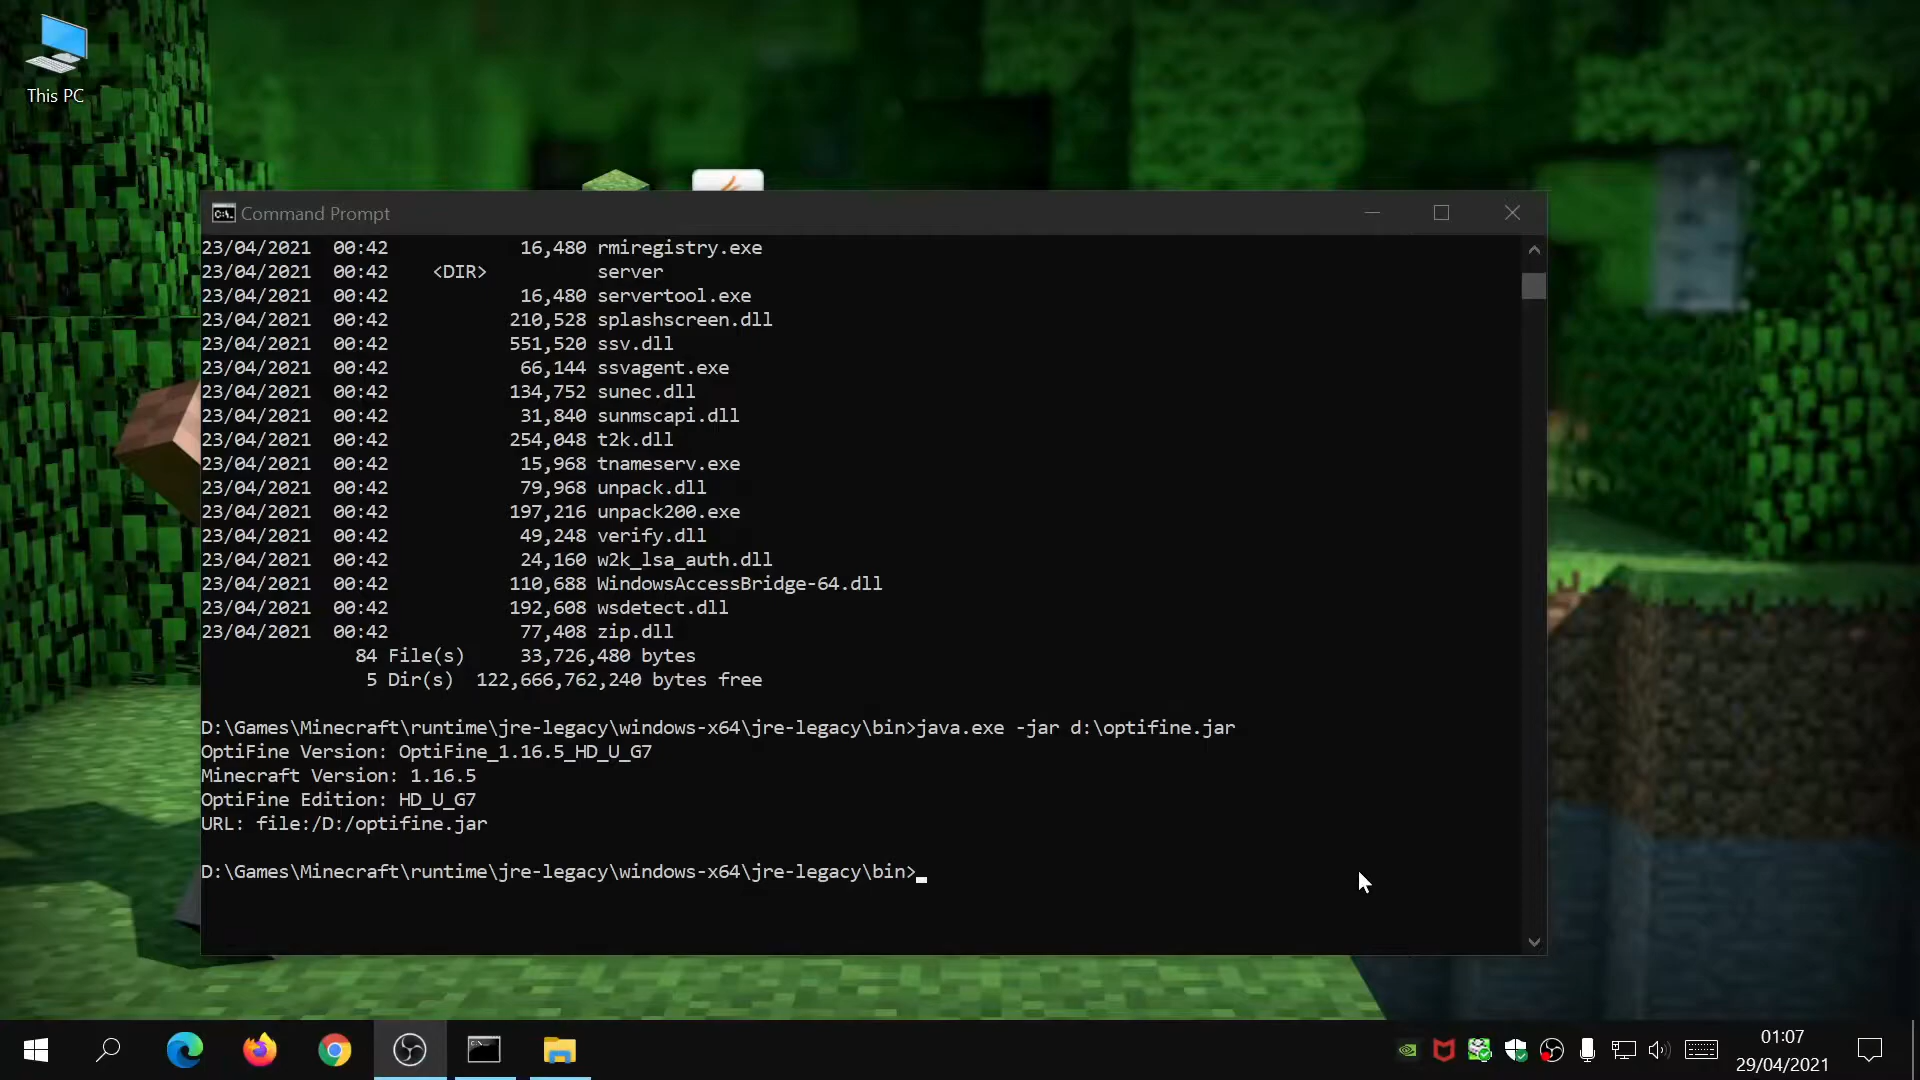 This PC
Command Prompt
23/04/2021  00:42            16,480 rmiregistry.exe
23/04/2021  00:42    <DIR>          server
23/04/2021  00:42            16,480 servertool.exe
23/04/2021  00:42           210,528 splashscreen.dll
23/04/2021  00:42           551,520 ssv.dll
23/04/2021  00:42            66,144 ssvagent.exe
23/04/2021  00:42           134,752 sunec.dll
23/04/2021  00:42            31,840 sunmscapi.dll
23/04/2021  00:42           254,048 t2k.dll
23/04/2021  00:42            15,968 tnameserv.exe
23/04/2021  00:42            79,968 unpack.dll
23/04/2021  00:42           197,216 unpack200.exe
23/04/2021  00:42            49,248 verify.dll
23/04/2021  00:42            24,160 w2k_lsa_auth.dll
23/04/2021  00:42           110,688 WindowsAccessBridge-64.dll
23/04/2021  00:42           192,608 wsdetect.dll
23/04/2021  00:42            77,408 zip.dll
84 File(s)     33,726,480 bytes
5 Dir(s)  122,666,762,240 bytes free
D:\Games\Minecraft\runtime\jre-legacy\windows-x64\jre-legacy\bin>java.exe -jar d:\optifine.jar
OptiFine Version: OptiFine_1.16.5_HD_U_G7
Minecraft Version: 1.16.5
OptiFine Edition: HD_U_G7
URL: file:/D:/optifine.jar
D:\Games\Minecraft\runtime\jre-legacy\windows-x64\jre-legacy\bin>
01:07
29/04/2021